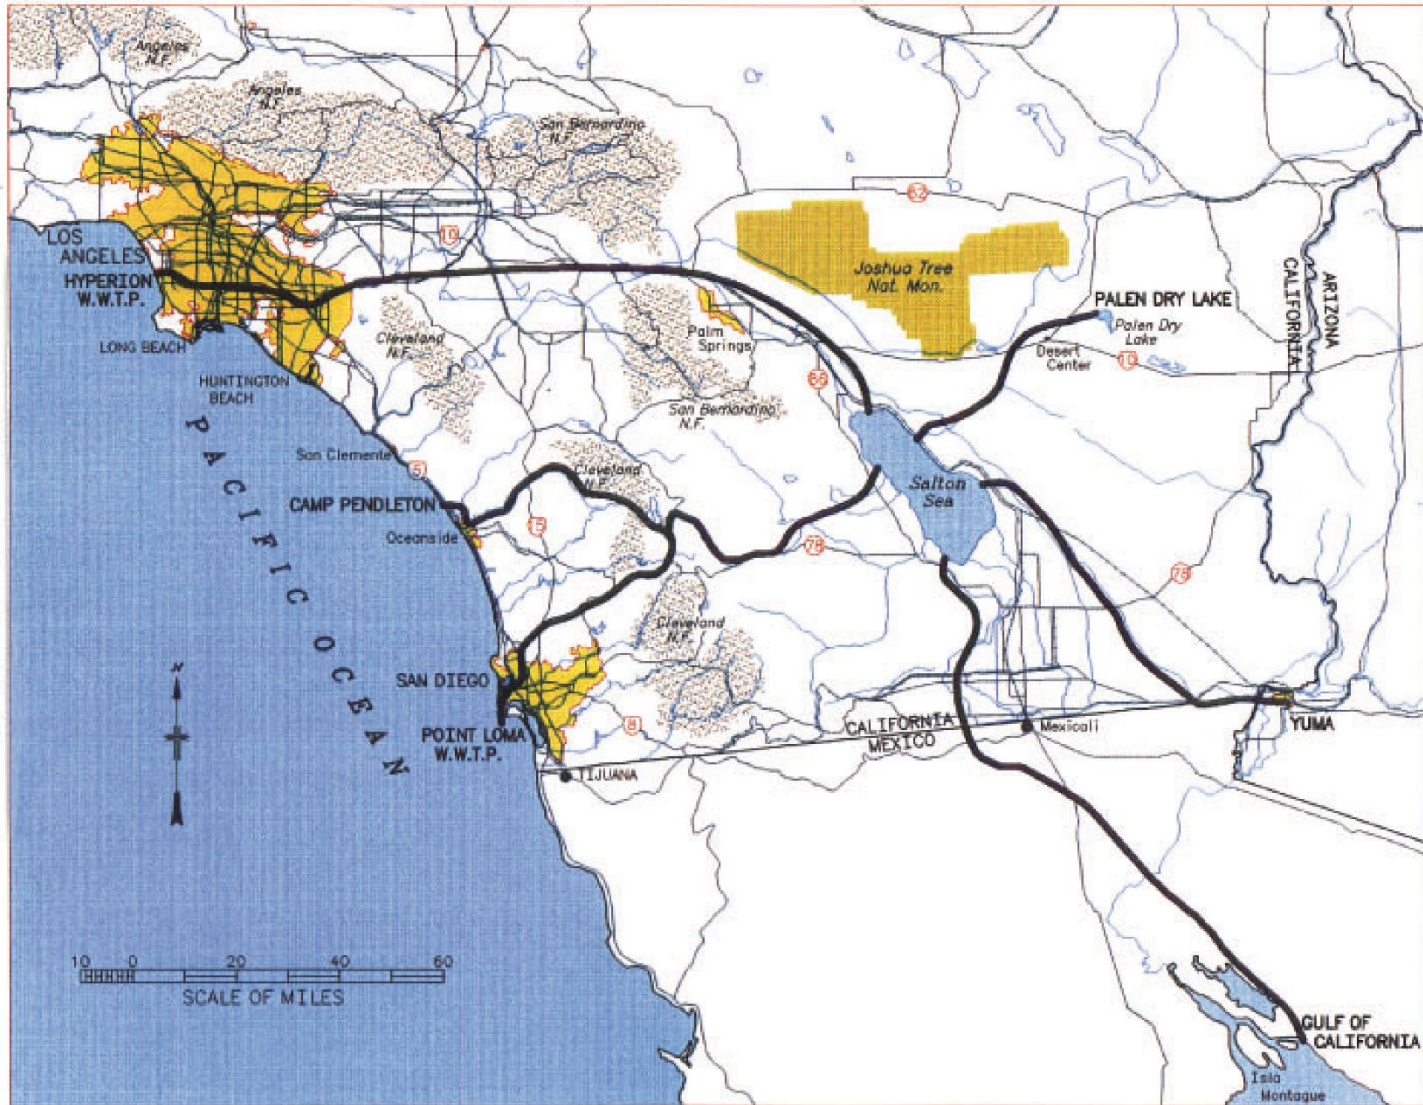 Angeles
N.F.
Angeles
N.F.
San Bernardino
N.F.
62
LOS
ANGELES
10
HYPERION
W.W.T.P.
Joshua Tree
Nat. Mon.
CALIFORNIA
ARIZONA
PALEN DRY LAKE
Palen Dry
Lake
LONG BEACH
Cleveland
N.F.
Palm
Springs
Desert
Center
10
HUNTINGTON
BEACH
86
San Bernardino
N.F.
PACIFIC OCEAN
San Clemente
5
Cleveland
N.F.
Salton
Sea
CAMP PENDLETON
Oceanside
15
78
78
Cleveland
N.F.
N
SAN DIEGO
POINT LOMA
W.W.T.P.
8
CALIFORNIA
MEXICO
Mexicali
YUMA
TIJUANA
10 0 20 40 60
SCALE OF MILES
GULF OF
CALIFORNIA
Isla
Montague